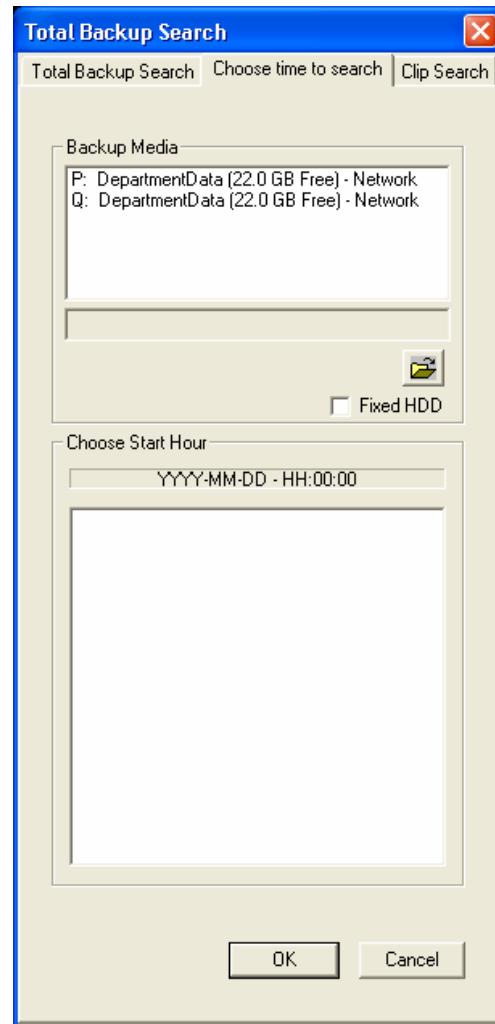 Total Backup Search
Total Backup Search Choose time to search Clip Search
Backup Media
P: DepartmentData (22.0 GB Free) - Network
Q: DepartmentData (22.0 GB Free) - Network
Fixed HDD
Choose Start Hour
YYYY-MM-DD - HH:00:00
OK Cancel